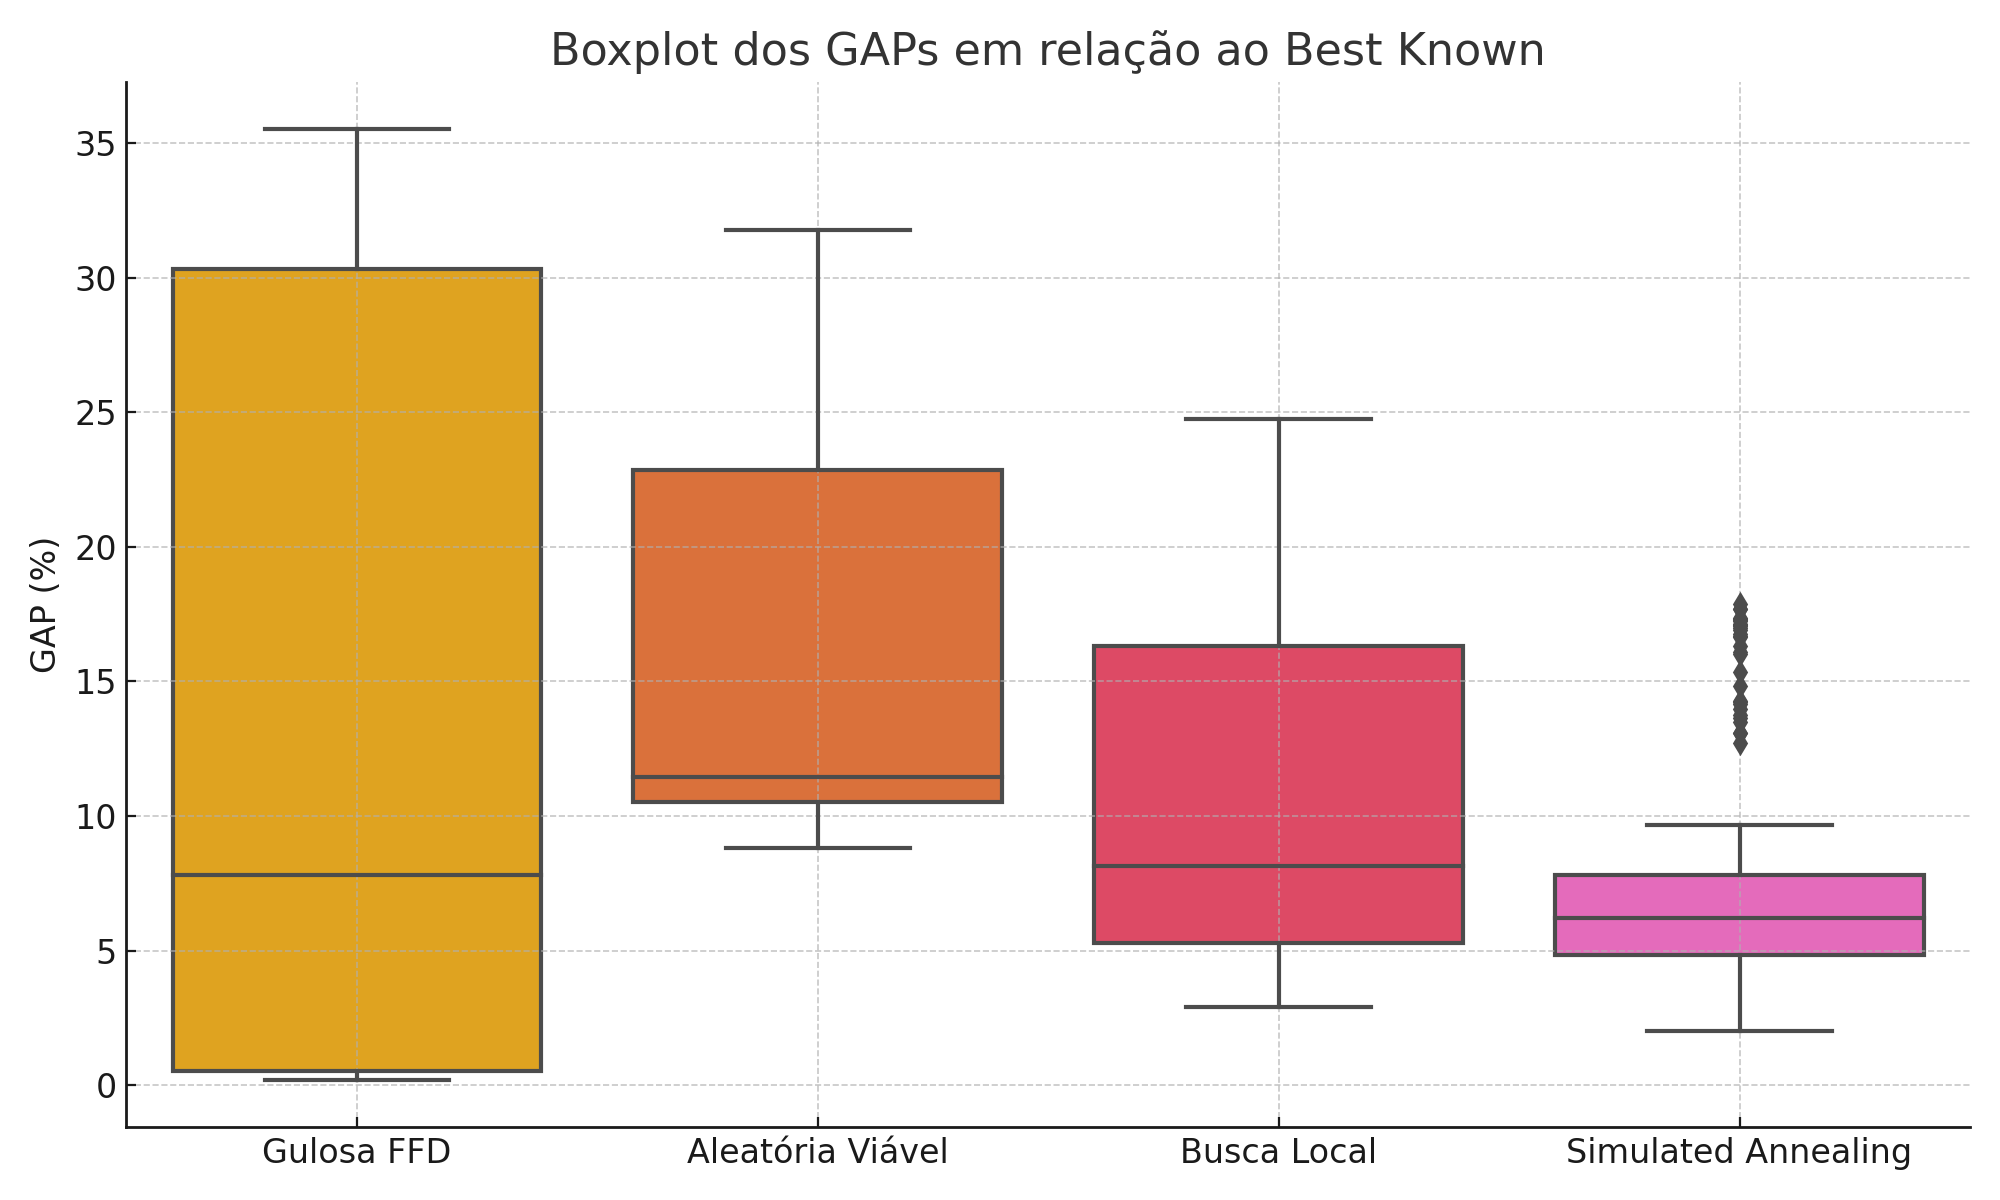 Boxplot dos GAPs em relação ao Best Known
GAP (%)
35
30
25
20
15
10
5
0
Gulosa FFD
Aleatória Viável
Busca Local
Simulated Annealing